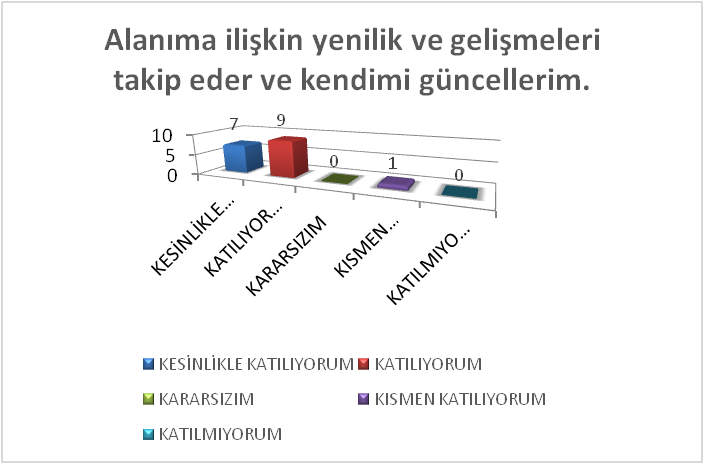 Alanıma ilişkin yenilik ve gelişmeleri
takip eder ve kendimi güncellerim.
10
5
0
7
9
0
1
0
KESİNLİKLE...
KATILIYOR...
KARARSIZIM
KISMEN...
KATILMIYO...
KESİNLİKLE KATILIYORUM
KATILIYORUM
KARARSIZIM
KISMEN KATILIYORUM
KATILMIYORUM